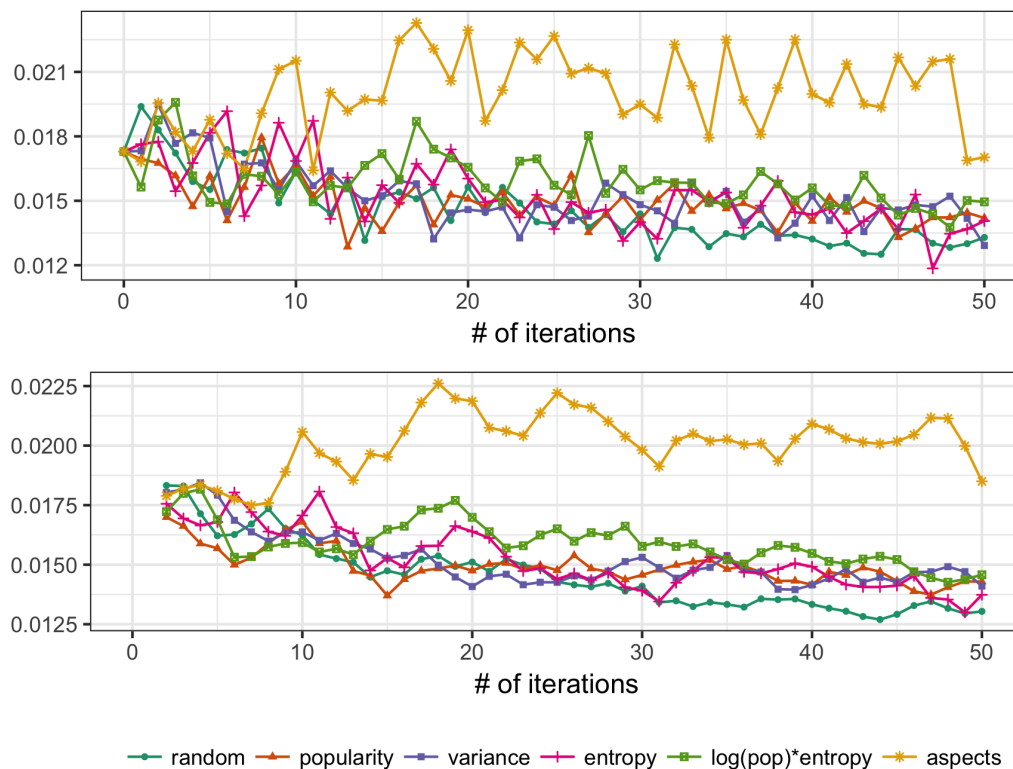 0.021
0.018
0.015
0.012
0 10 20 30 40 50
# of iterations
0.0225
0.0200
0.0175
0.0150
0.0125
0 10 20 30 40 50
# of iterations
random popularity variance entropy log(pop)*entropy aspects